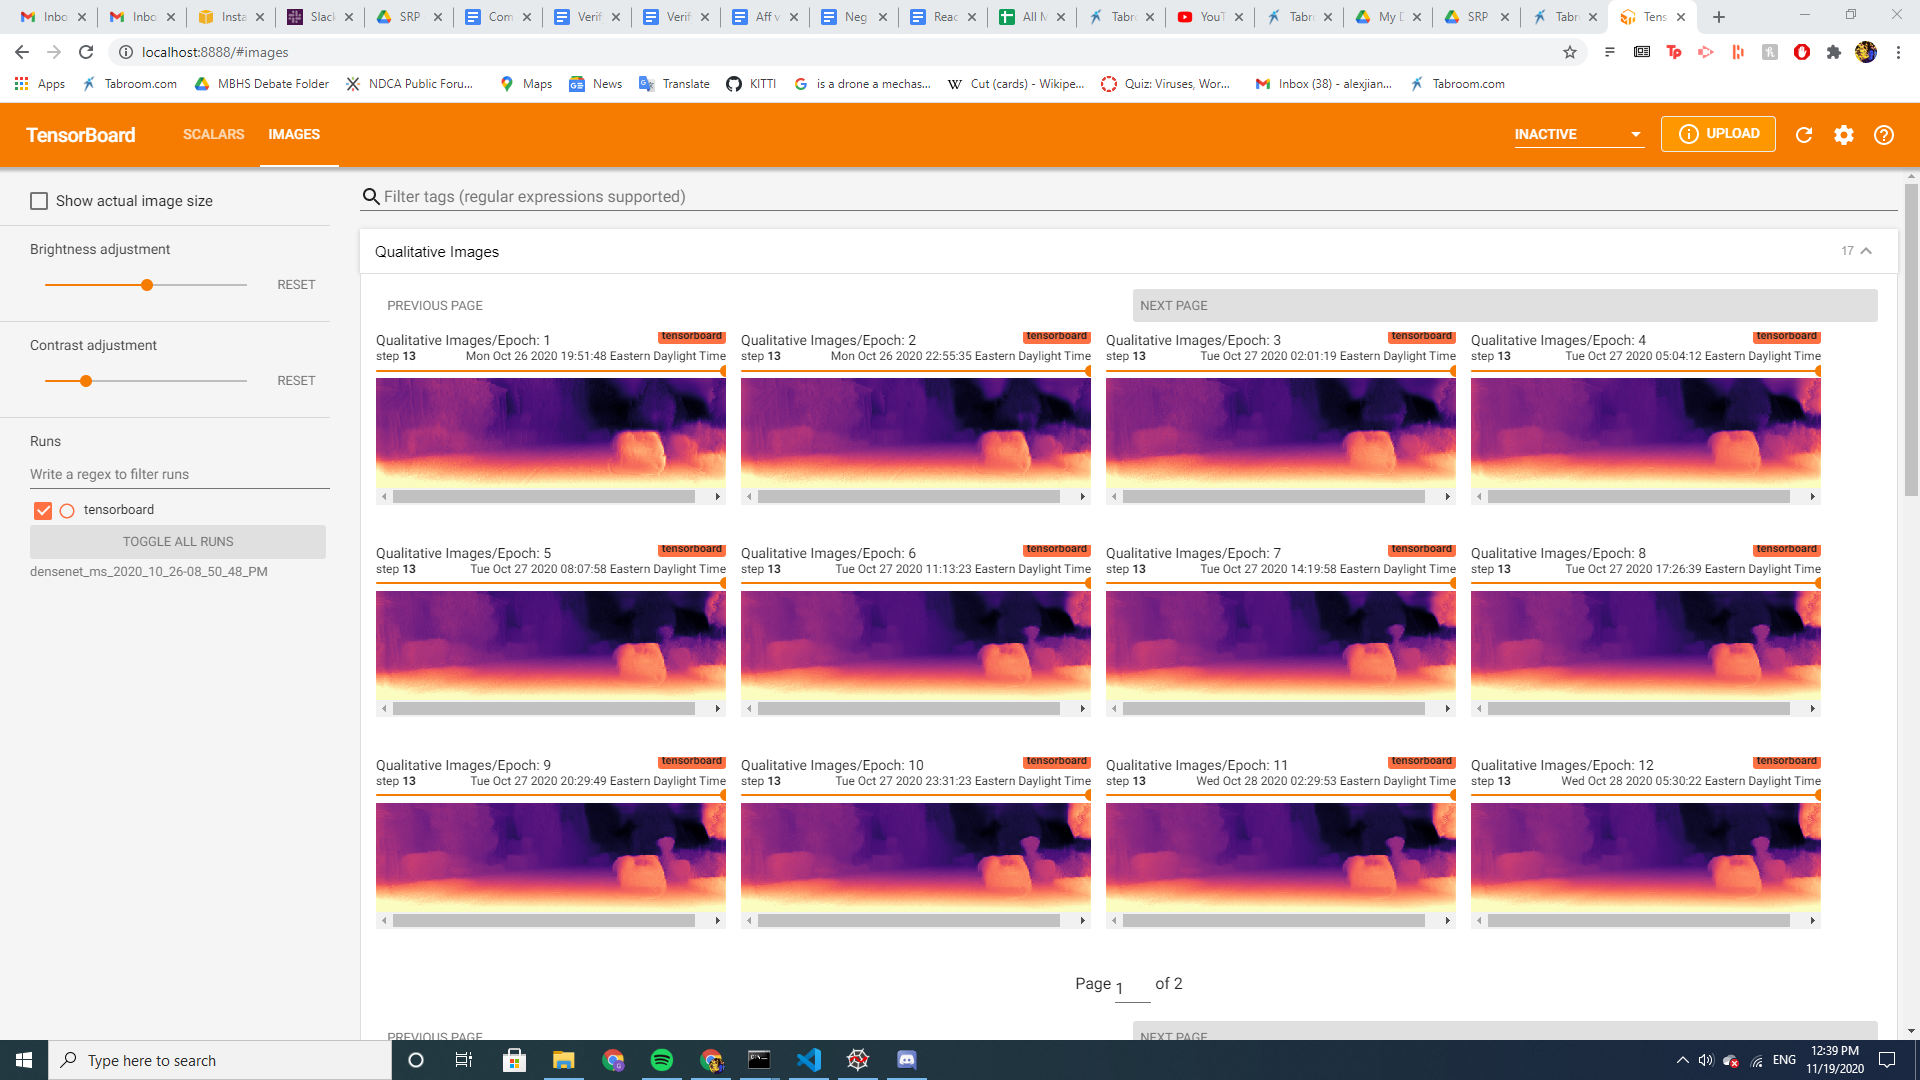 Inbo
Inbo
Insta
Slack
SRP
Com
Verif
Verif
Aff v
Neg
Reac
All M
Tabr
YouT
Tabr
My D
SRP
Tabr
Tens
localhost:8888/#images
Apps
Tabroom.com
MBHS Debate Folder
NDCA Public Foru...
Maps
News
Translate
KITTI
is a drone a mechas...
Cut (cards) - Wikipe...
Quiz: Viruses, Wor...
Inbox (38) - alexjian...
Tabroom.com
TensorBoard
SCALARS
IMAGES
INACTIVE
UPLOAD
Show actual image size
Brightness adjustment
RESET
Contrast adjustment
RESET
Runs
Write a regex to filter runs
tensorboard
TOGGLE ALL RUNS
densenet_ms_2020_10_26-08_50_48_PM
Filter tags (regular expressions supported)
Qualitative Images
17
PREVIOUS PAGE
NEXT PAGE
Qualitative Images/Epoch: 1 tensorboard
step 13 Mon Oct 26 2020 19:51:48 Eastern Daylight Time
Qualitative Images/Epoch: 2 tensorboard
step 13 Mon Oct 26 2020 22:55:35 Eastern Daylight Time
Qualitative Images/Epoch: 3 tensorboard
step 13 Tue Oct 27 2020 02:01:19 Eastern Daylight Time
Qualitative Images/Epoch: 4 tensorboard
step 13 Tue Oct 27 2020 05:04:12 Eastern Daylight Time
Qualitative Images/Epoch: 5 tensorboard
step 13 Tue Oct 27 2020 08:07:58 Eastern Daylight Time
Qualitative Images/Epoch: 6 tensorboard
step 13 Tue Oct 27 2020 11:13:23 Eastern Daylight Time
Qualitative Images/Epoch: 7 tensorboard
step 13 Tue Oct 27 2020 14:19:58 Eastern Daylight Time
Qualitative Images/Epoch: 8 tensorboard
step 13 Tue Oct 27 2020 17:26:39 Eastern Daylight Time
Qualitative Images/Epoch: 9 tensorboard
step 13 Tue Oct 27 2020 20:29:49 Eastern Daylight Time
Qualitative Images/Epoch: 10 tensorboard
step 13 Tue Oct 27 2020 23:31:23 Eastern Daylight Time
Qualitative Images/Epoch: 11 tensorboard
step 13 Wed Oct 28 2020 02:29:53 Eastern Daylight Time
Qualitative Images/Epoch: 12 tensorboard
step 13 Wed Oct 28 2020 05:30:22 Eastern Daylight Time
Page 1 of 2
PREVIOUS PAGE
NEXT PAGE
Type here to search
ENG
12:39 PM
11/19/2020